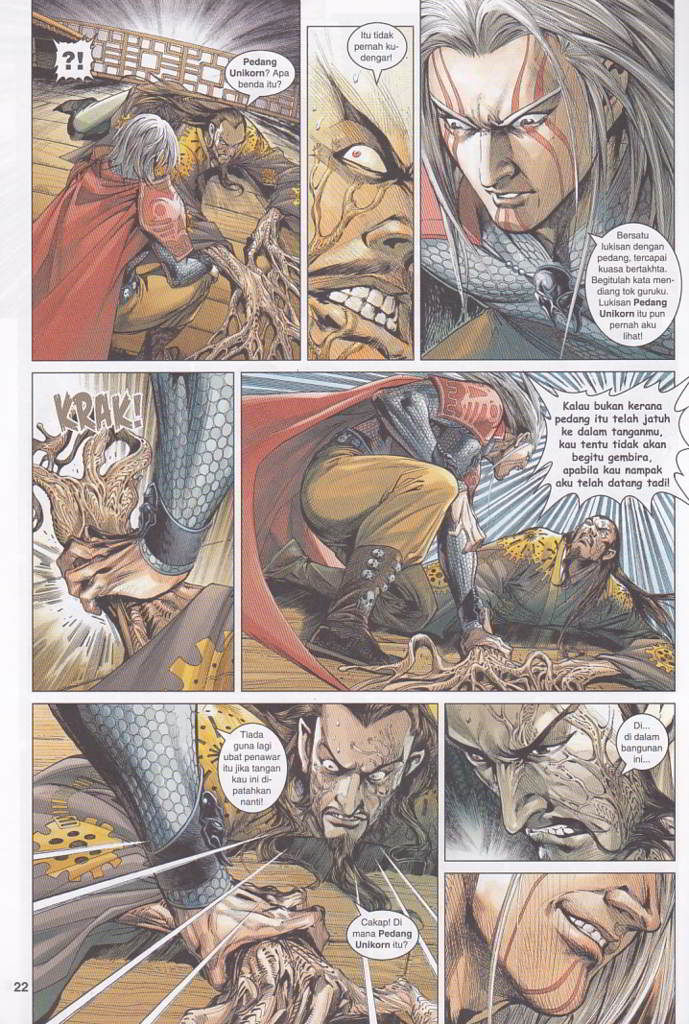 ?!
Pedang
Unikorn? Apa
benda itu?
Itu tidak
pernah ku-
dengar!
Bersatu
lukisan dengan
pedang, tercapai
kuasa bertakhta.
Begitulah kata men-
diang tok guruku.
Lukisan Pedang
Unikorn itu pun
pernah aku
lihat!
KRAK!
Kalau bukan kerana
pedang itu telah jatuh
ke dalam tanganmu,
kau tentu tidak akan
begitu gembira,
apabila kau nampak
aku telah datang tadi!
Tiada
guna lagi
ubat penawar
itu jika tangan
kau ini di-
patahkan
nanti!
Cakap! Di
mana Pedang
Unikorn itu?
Di...
di dalam
bangunan
ini...
22